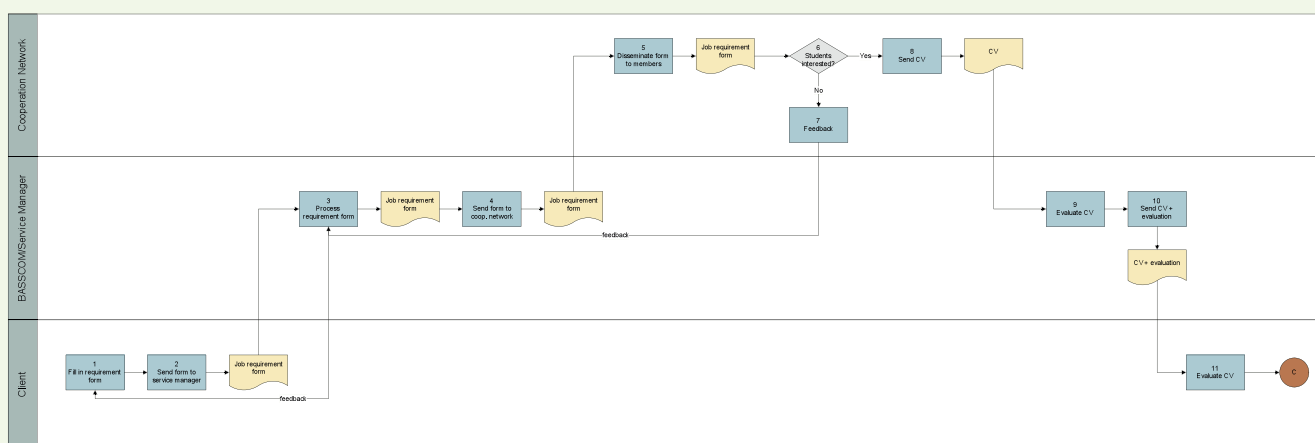 Cooperation Network
5
Disseminate form
to members
Job requirement
form
6
Students
interested?
Yes
8
Send CV
CV
No
7
Feedback
BASSCOM/Service Manager
3
Process
requirement form
Job requirement
form
4
Send form to
coop. network
Job requirement
form
9
Evaluate CV
10
Send CV +
evaluation
feedback
CV + evaluation
Client
1
Fill in requirement
form
2
Send form to
service manager
Job requirement
form
11
Evaluate CV
C
feedback